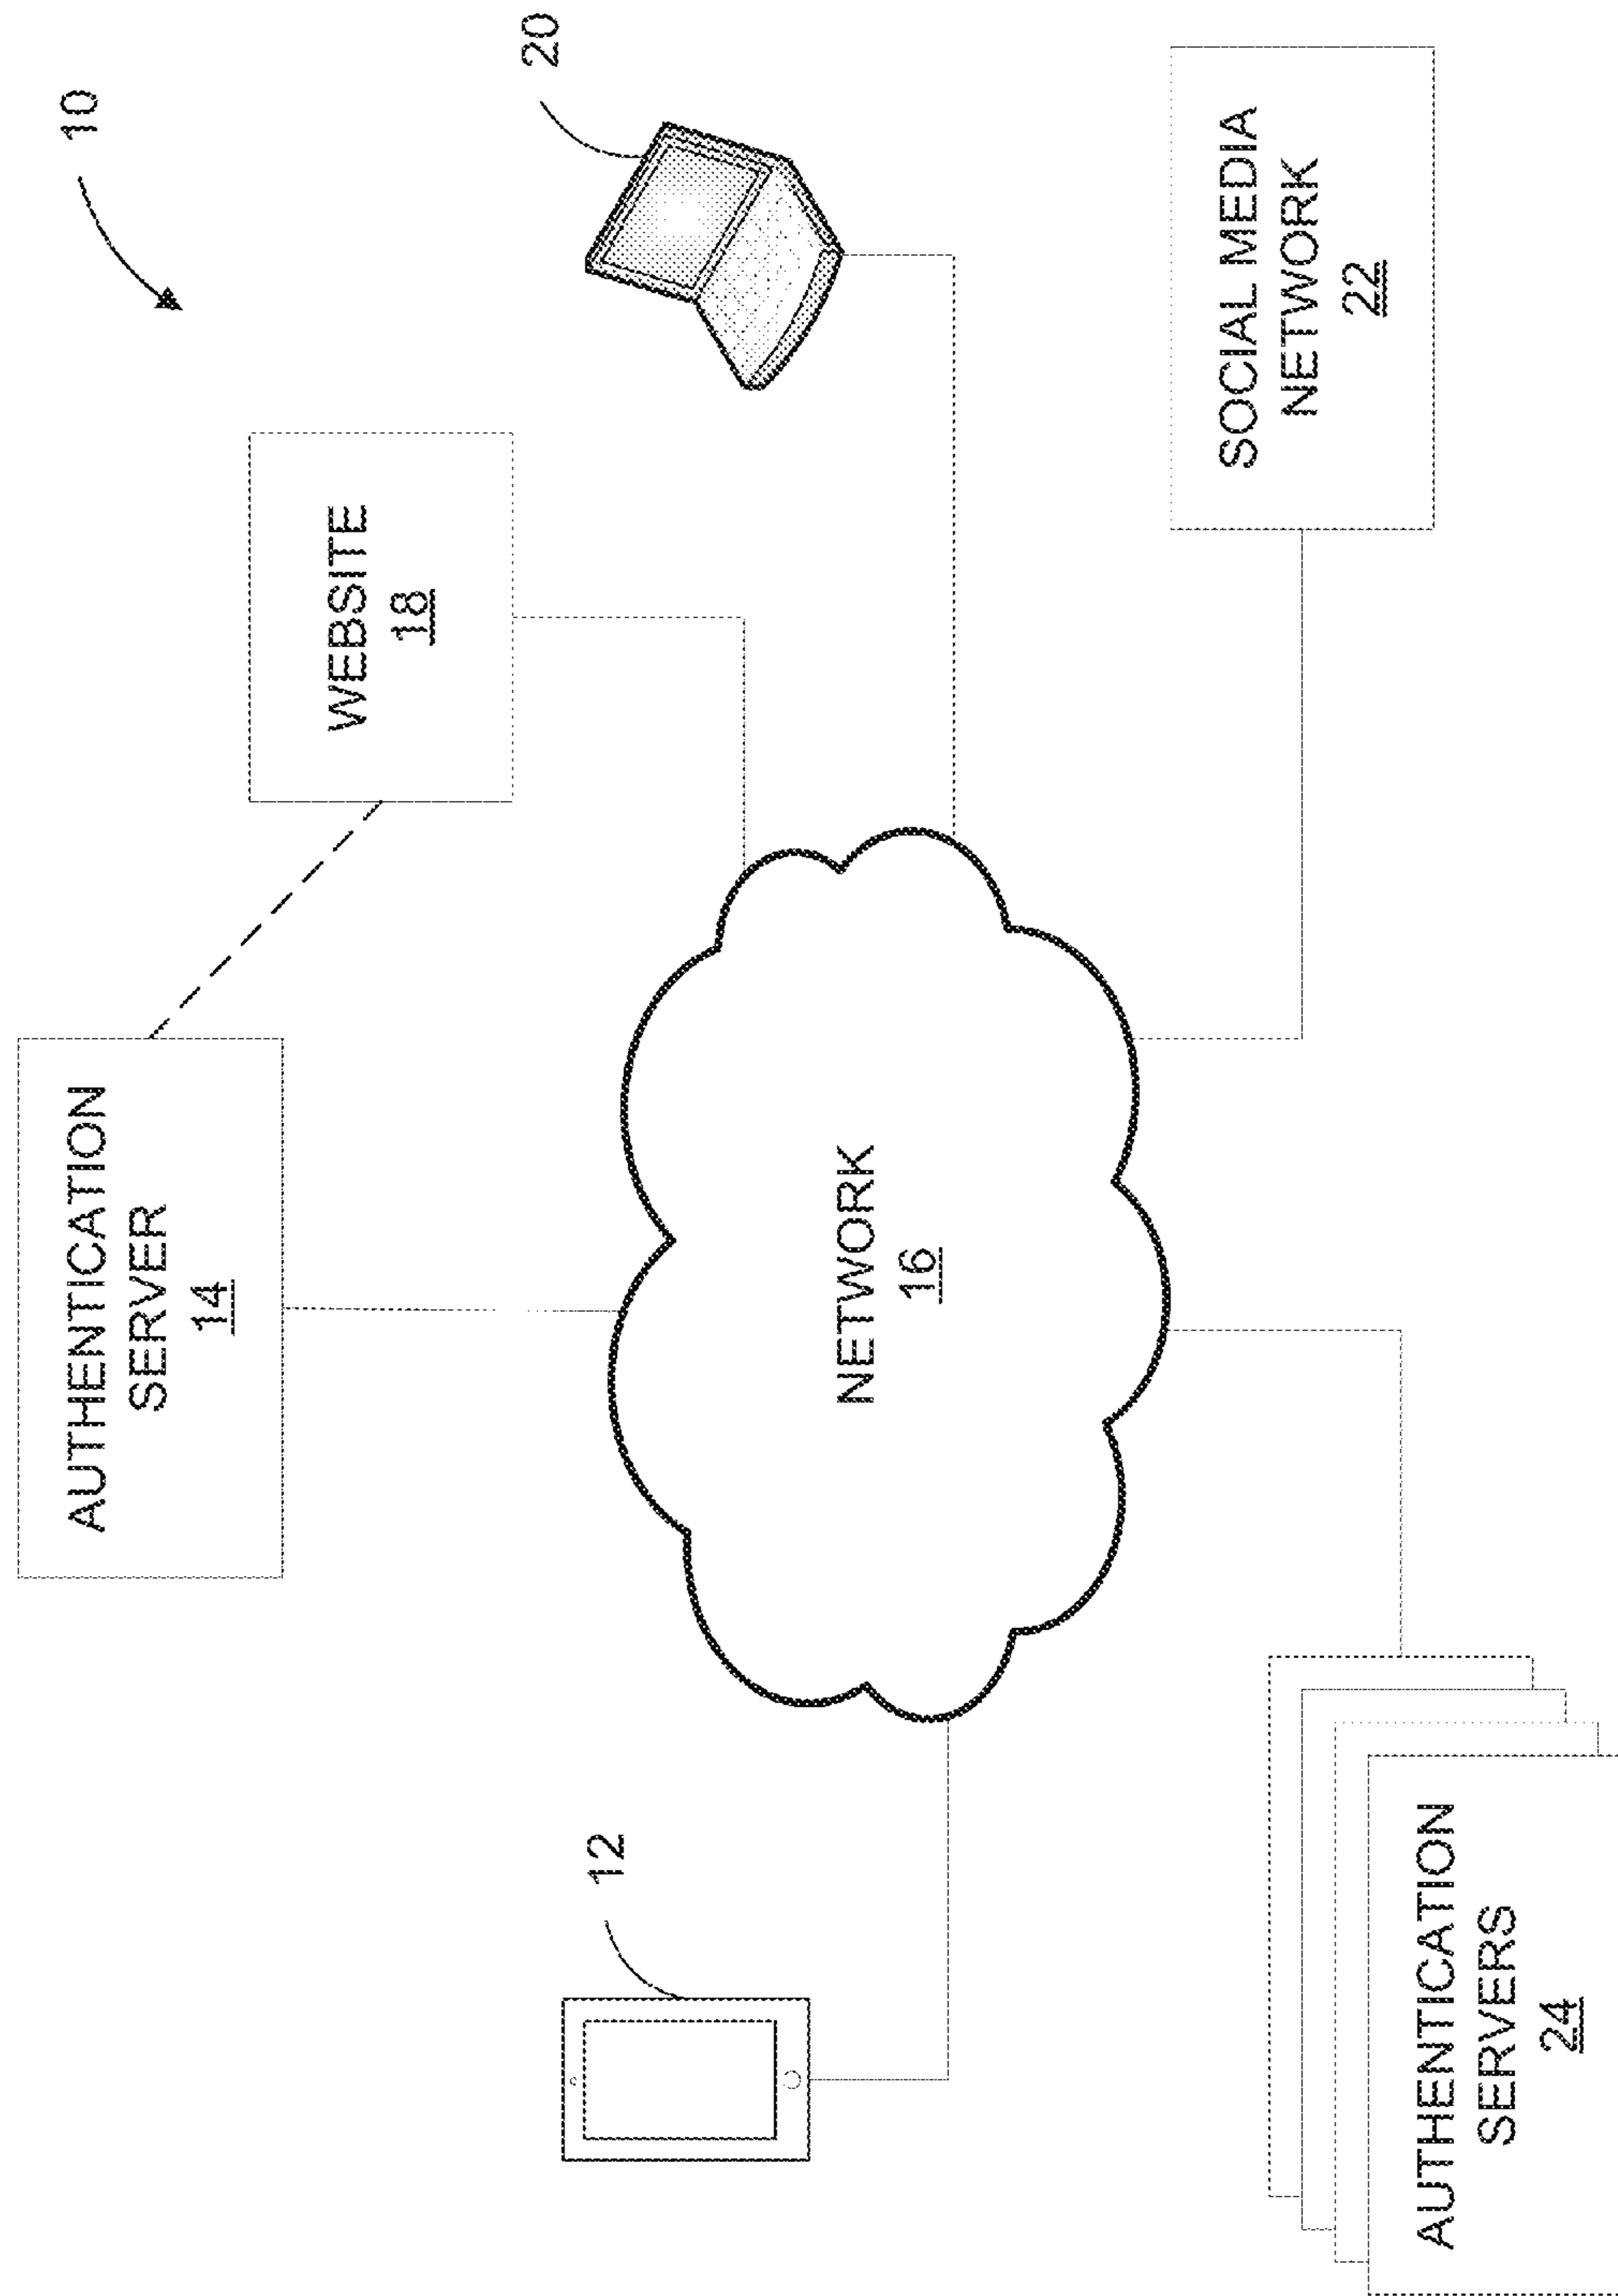 10
AUTHENTICATION
SERVER
14
WEBSITE
18
20
12
NETWORK
16
AUTHENTICATION
SERVERS
24
SOCIAL MEDIA
NETWORK
22